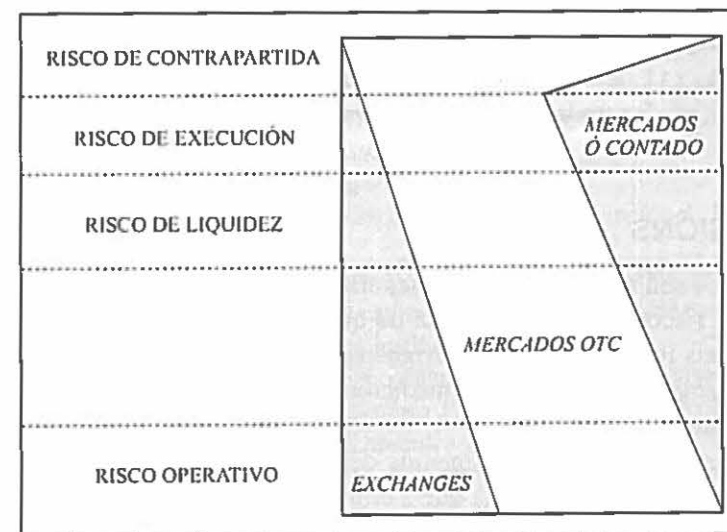 RISCO DE CONTRAPARTIDA
RISCO DE EXECUCIÓN
MERCADOS
Ó CONTADO
RISCO DE LIQUIDEZ
MERCADOS OTC
RISCO OPERATIVO
EXCHANGES